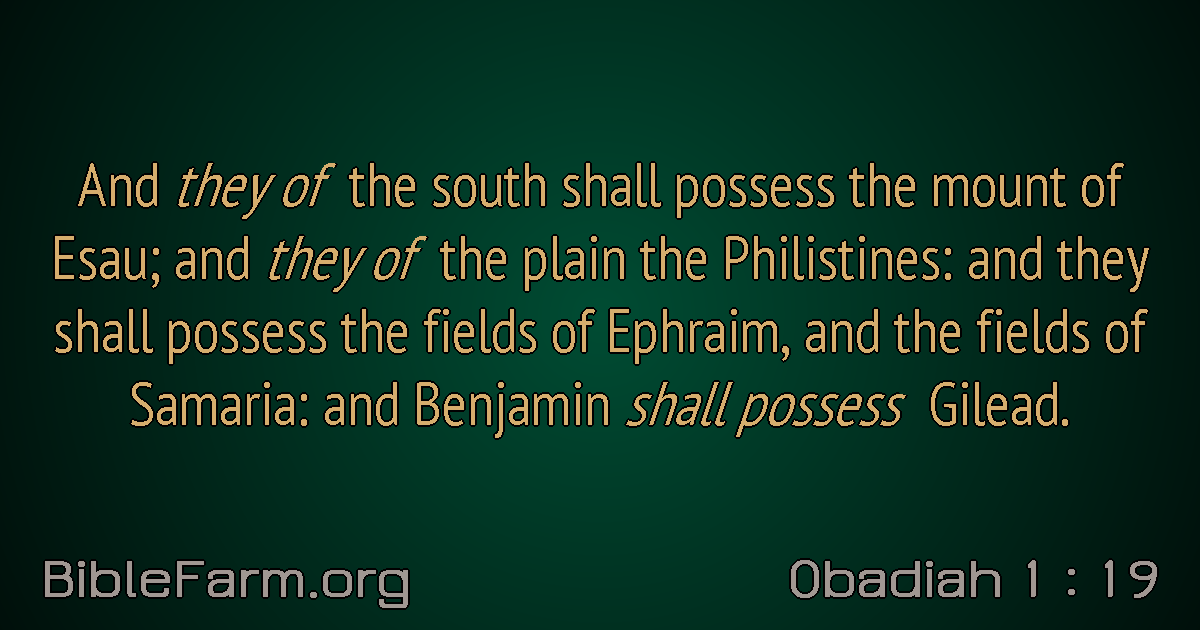 And they of the south shall possess the mount of
Esau; and they of the plain the Philistines: and they
shall possess the fields of Ephraim, and the fields of
Samaria: and Benjamin shall possess Gilead.
BibleFarm.org
Obadiah 1 : 19